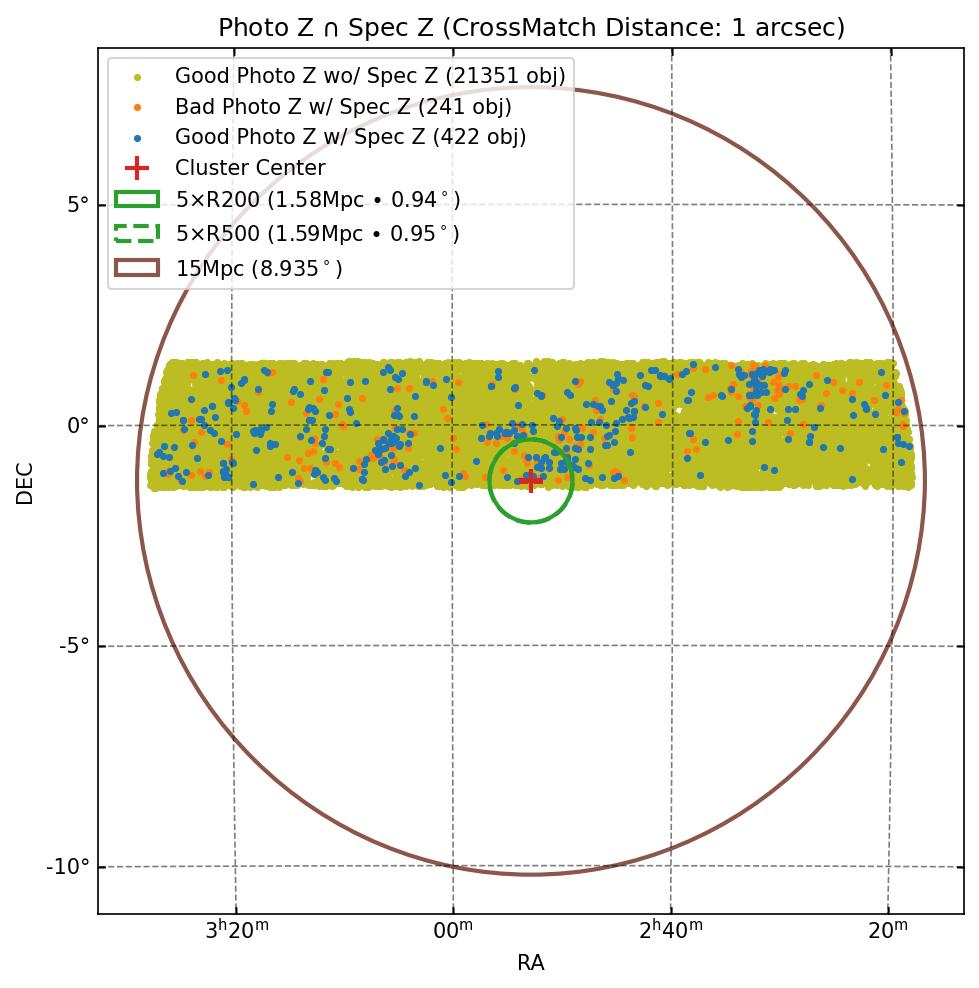 Photo Z ∩ Spec Z (CrossMatch Distance: 1 arcsec)
Good Photo Z wo/ Spec Z (21351 obj)
Bad Photo Z w/ Spec Z (241 obj)
Good Photo Z w/ Spec Z (422 obj)
Cluster Center
5×R200 (1.58Mpc • 0.94°)
5×R500 (1.59Mpc • 0.95°)
15Mpc (8.935°)
5°
0°
-5°
-10°
DEC
3h20m 00m 2h40m 20m
RA